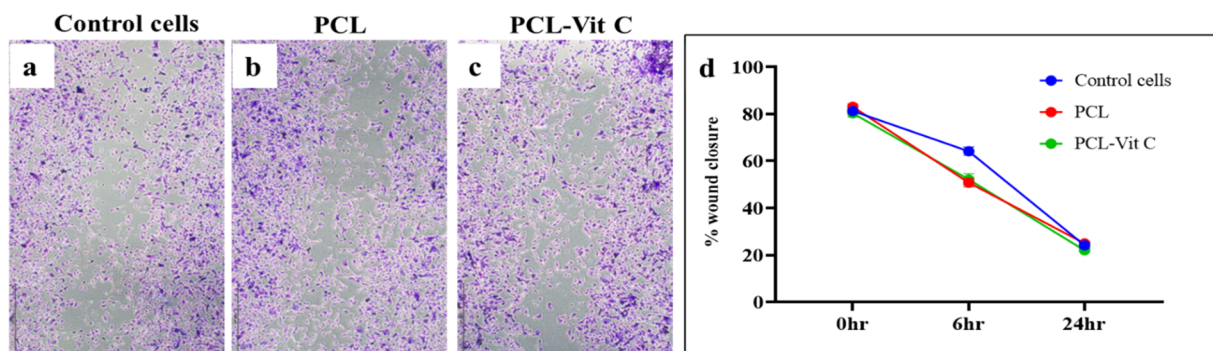 Control cells
PCL
PCL-Vit C
a
b
c
d
% wound closure
100
80
60
40
20
0
0hr
6hr
24hr
Control cells
PCL
PCL-Vit C